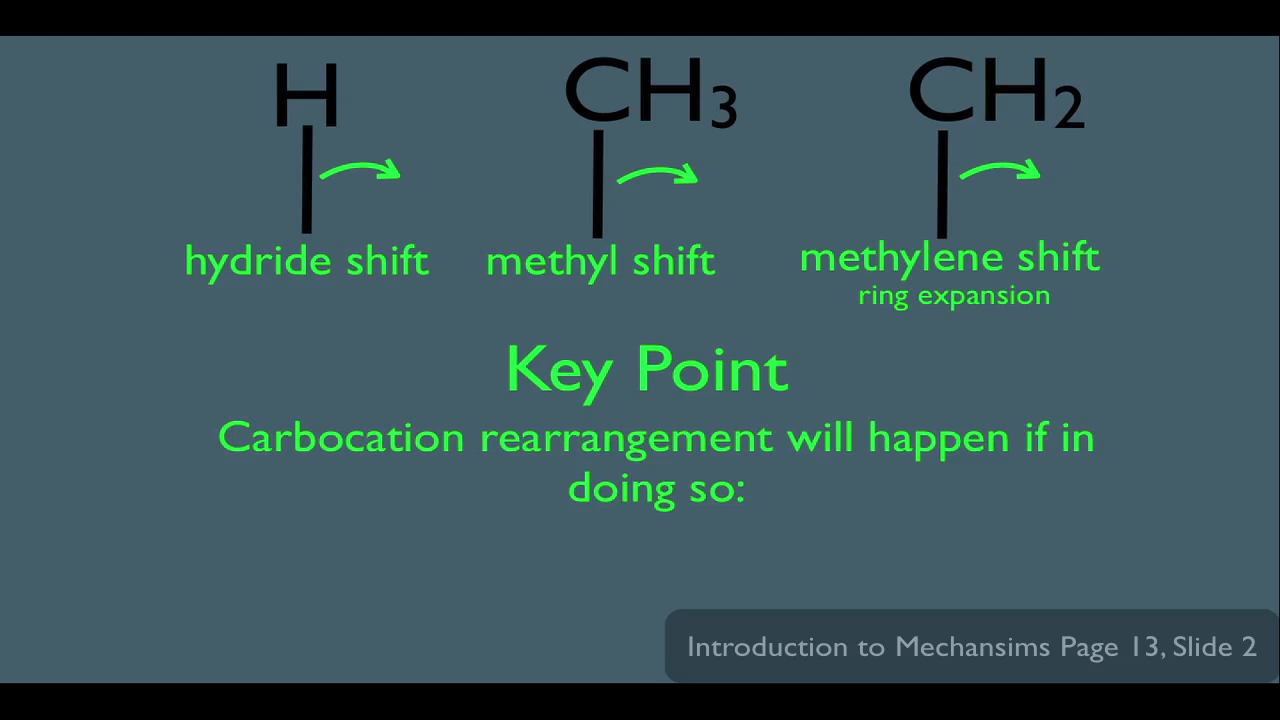 H CH₃ CH₂
hydride shift methyl shift methylene shift
ring expansion
Key Point
Carbocation rearrangement will happen if in
doing so:
Introduction to Mechansims Page 13, Slide 2